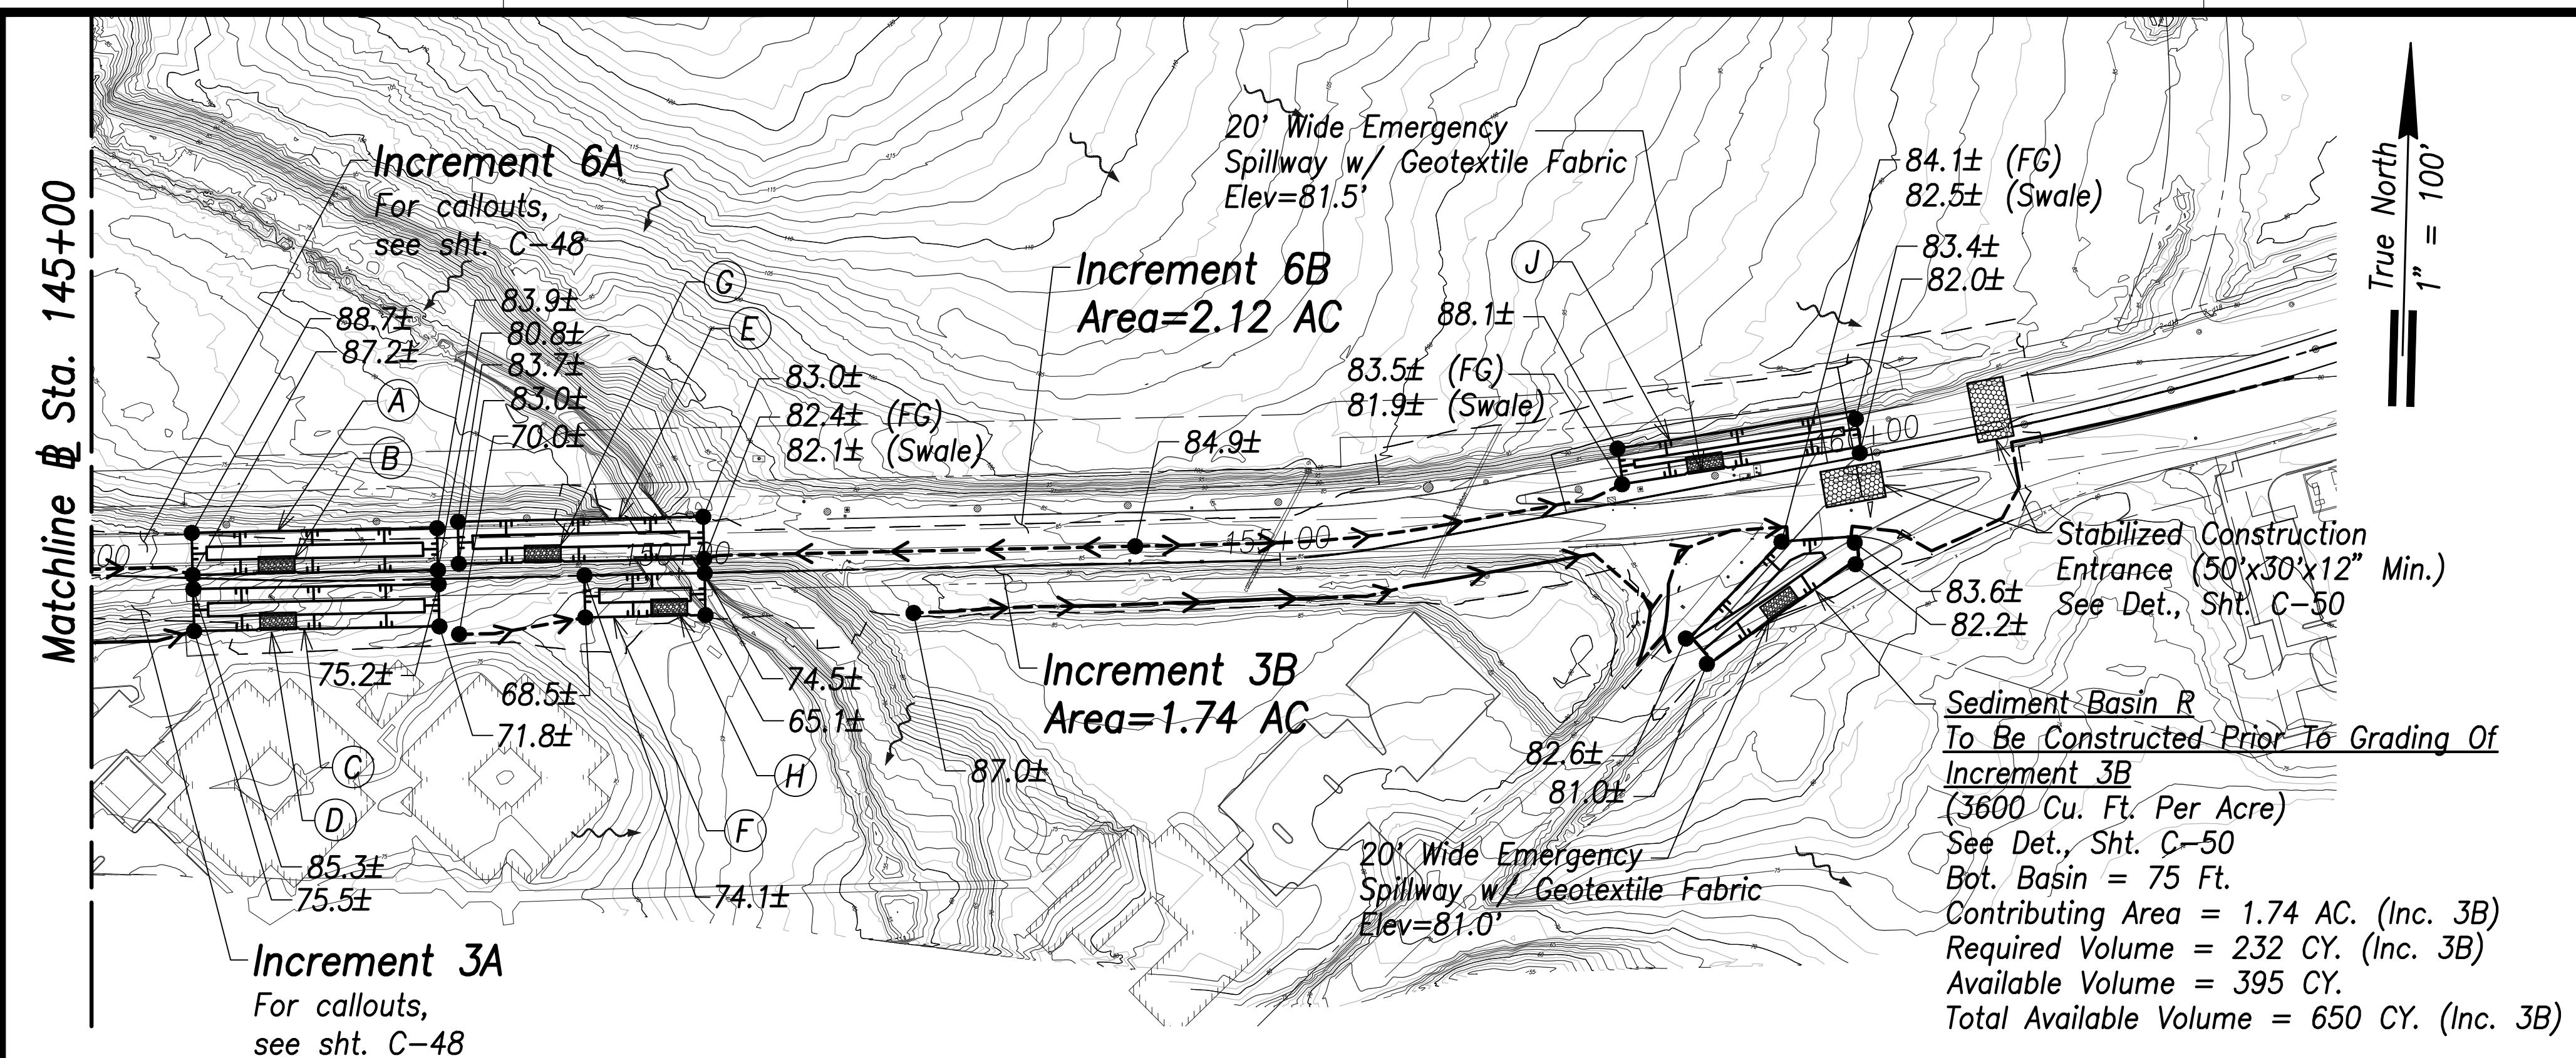 Matchline ⅊ Sta. 145+00
Increment 6A
For callouts,
see sht. C-48
88.7±
87.2±
83.9±
80.8±
83.7±
83.0±
70.0±
A
B
G
E
83.0±
82.4± (FG)
82.1± (Swale)
Increment 6B
Area=2.12 AC
20' Wide Emergency
Spillway w/ Geotextile Fabric
Elev=81.5'
J
88.1±
83.5± (FG)
81.9± (Swale)
84.9±
84.1± (FG)
82.5± (Swale)
83.4±
82.0±
True North
1" = 100'
00
150+00
155+00
160+00
Stabilized Construction
Entrance (50'x30'x12" Min.)
See Det., Sht. C-50
83.6±
82.2±
75.2±
68.5±
71.8±
74.5±
65.1±
C
D
F
H
85.3±
75.5±
74.1±
87.0±
Increment 3B
Area=1.74 AC
82.6±
81.0±
20' Wide Emergency
Spillway w/ Geotextile Fabric
Elev=81.0'
Sediment Basin R
To Be Constructed Prior To Grading Of
Increment 3B
(3600 Cu. Ft. Per Acre)
See Det., Sht. C-50
Bot. Basin = 75 Ft.
Contributing Area = 1.74 AC. (Inc. 3B)
Required Volume = 232 CY. (Inc. 3B)
Available Volume = 395 CY.
Total Available Volume = 650 CY. (Inc. 3B)
Increment 3A
For callouts,
see sht. C-48